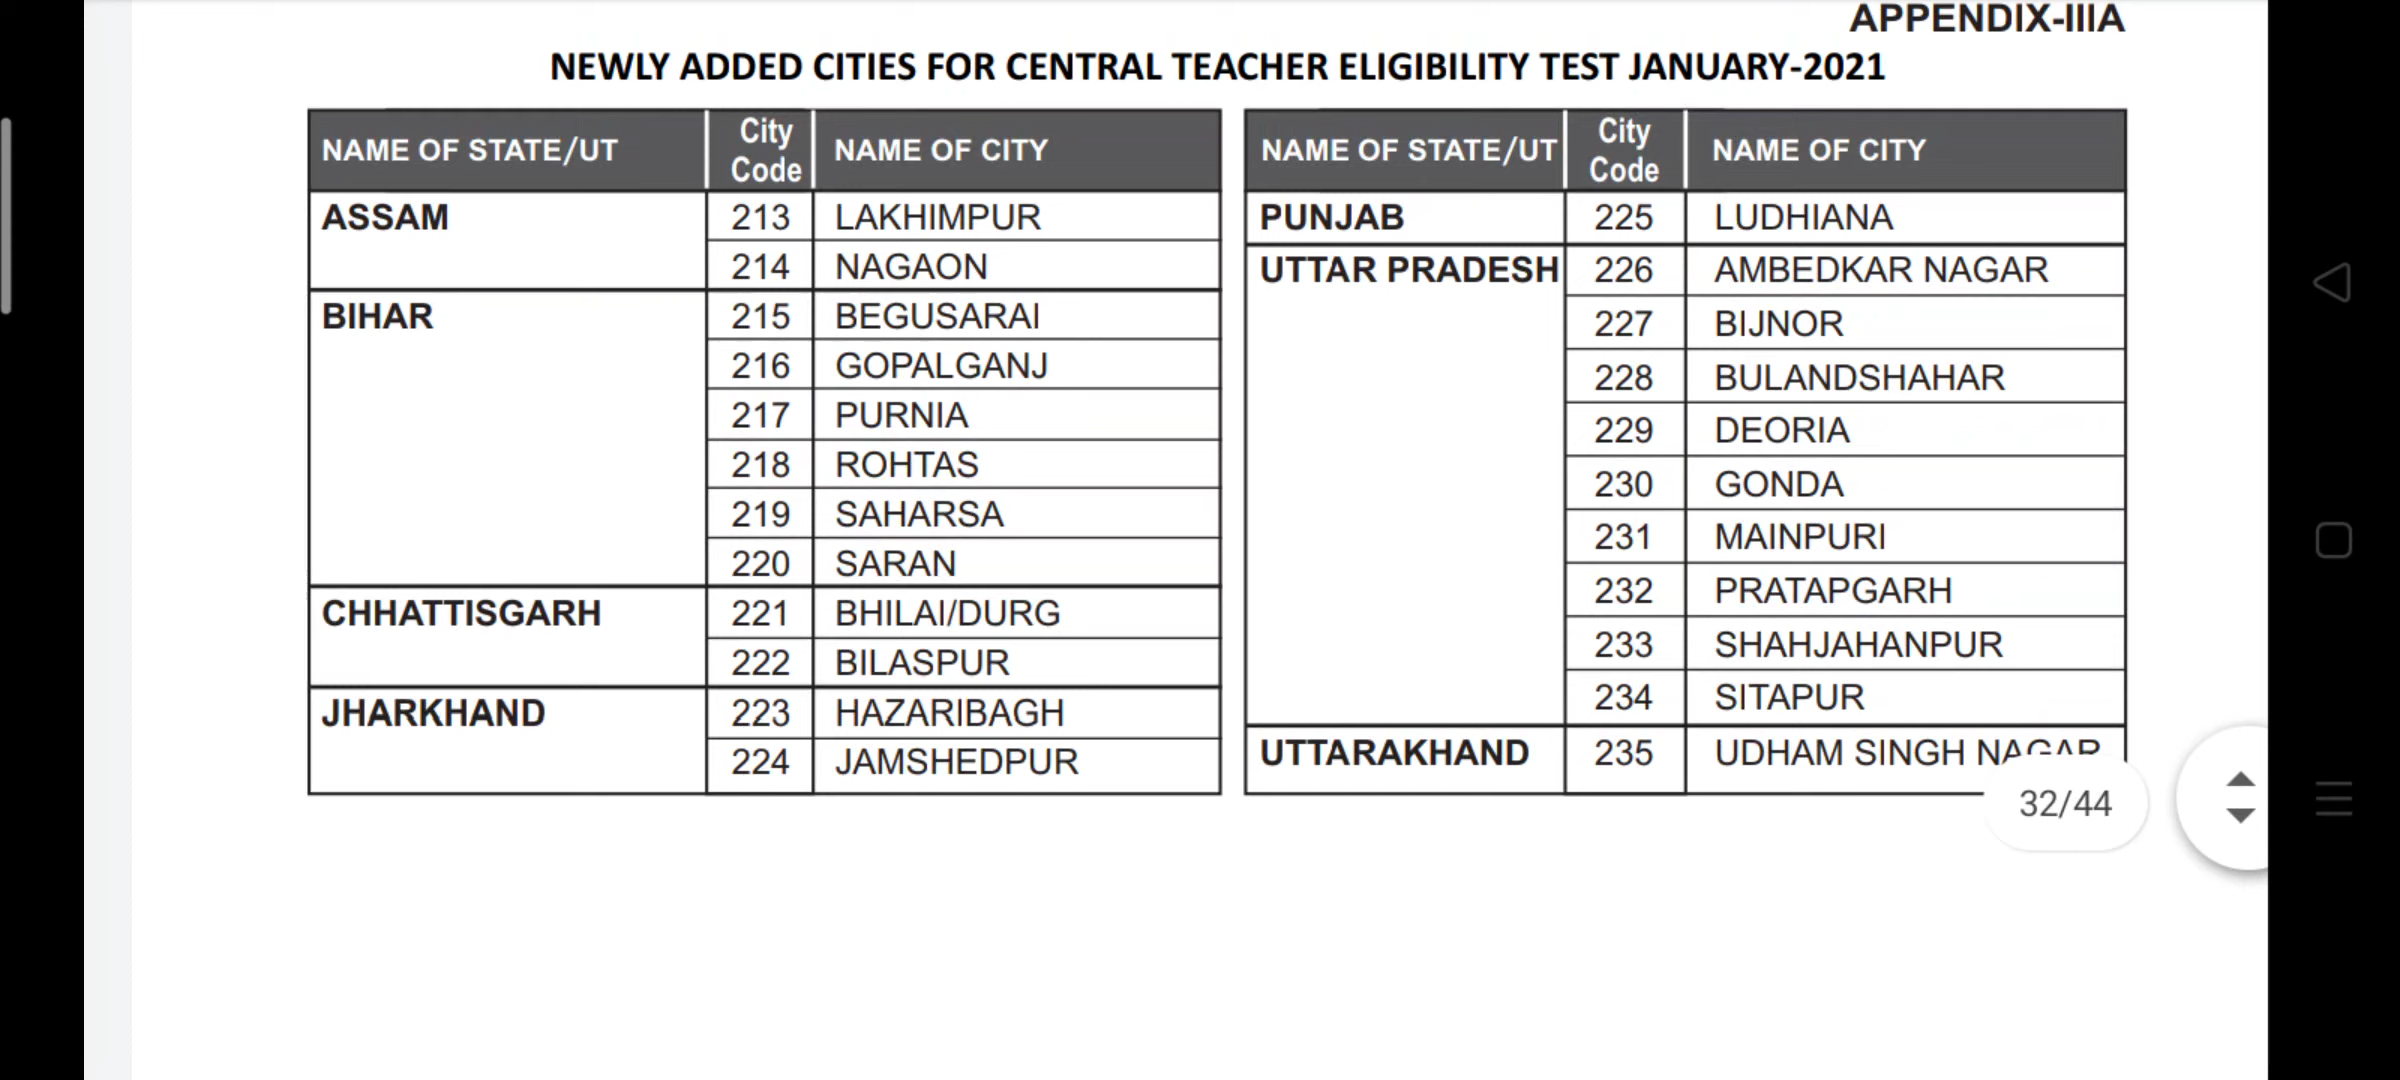 APPENDIX-IIIA
NEWLY ADDED CITIES FOR CENTRAL TEACHER ELIGIBILITY TEST JANUARY-2021
NAME OF STATE/UT City Code NAME OF CITY
ASSAM 213 LAKHIMPUR
214 NAGAON
BIHAR 215 BEGUSARAI
216 GOPALGANJ
217 PURNIA
218 ROHTAS
219 SAHARSA
220 SARAN
CHHATTISGARH 221 BHILAI/DURG
222 BILASPUR
JHARKHAND 223 HAZARIBAGH
224 JAMSHEDPUR
NAME OF STATE/UT City Code NAME OF CITY
PUNJAB 225 LUDHIANA
UTTAR PRADESH 226 AMBEDKAR NAGAR
227 BIJNOR
228 BULANDSHAHAR
229 DEORIA
230 GONDA
231 MAINPURI
232 PRATAPGARH
233 SHAHJAHANPUR
234 SITAPUR
UTTARAKHAND 235 UDHAM SINGH NAGAR
32/44